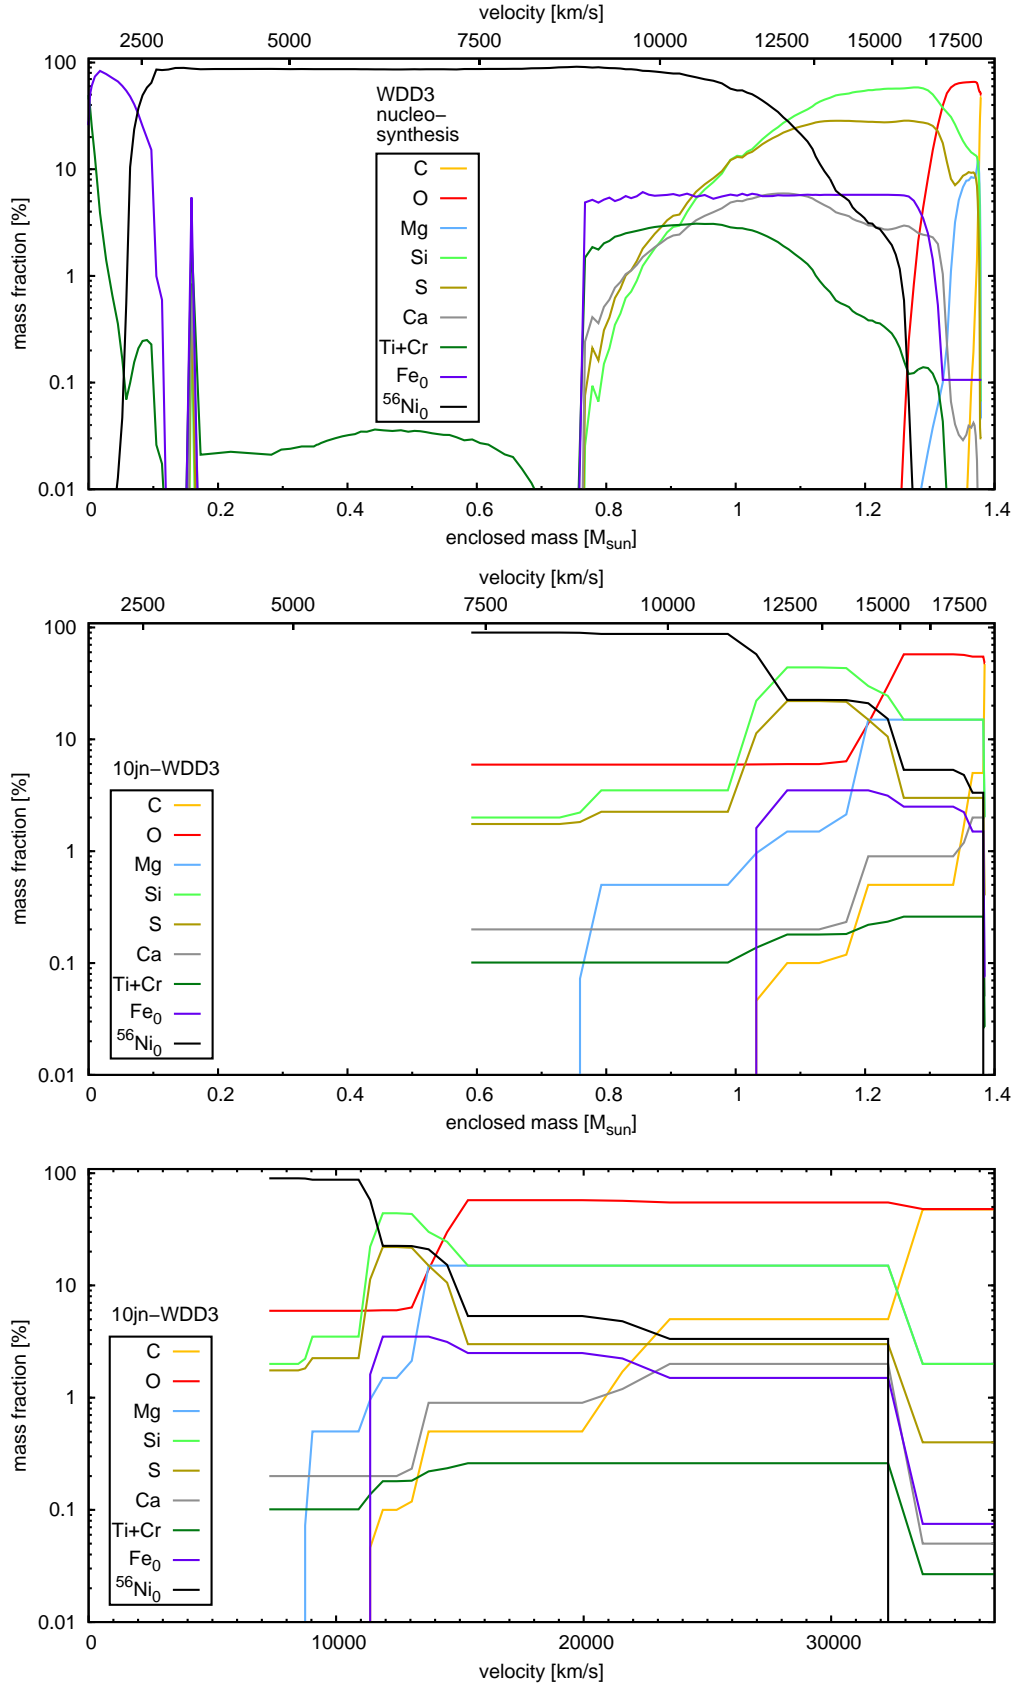 velocity [km/s]
2500 5000 7500 10000 12500 15000 17500
100
10
1
0.1
0.01
mass fraction [%]
WDD3
nucleo−
synthesis
C
O
Mg
Si
S
Ca
Ti+Cr
Fe0
56Ni0
0 0.2 0.4 0.6 0.8 1 1.2 1.4
enclosed mass [Msun]
velocity [km/s]
2500 5000 7500 10000 12500 15000 17500
100
10
1
0.1
0.01
mass fraction [%]
10jn−WDD3
C
O
Mg
Si
S
Ca
Ti+Cr
Fe0
56Ni0
0 0.2 0.4 0.6 0.8 1 1.2 1.4
enclosed mass [Msun]
100
10
1
0.1
0.01
mass fraction [%]
10jn−WDD3
C
O
Mg
Si
S
Ca
Ti+Cr
Fe0
56Ni0
0 10000 20000 30000
velocity [km/s]